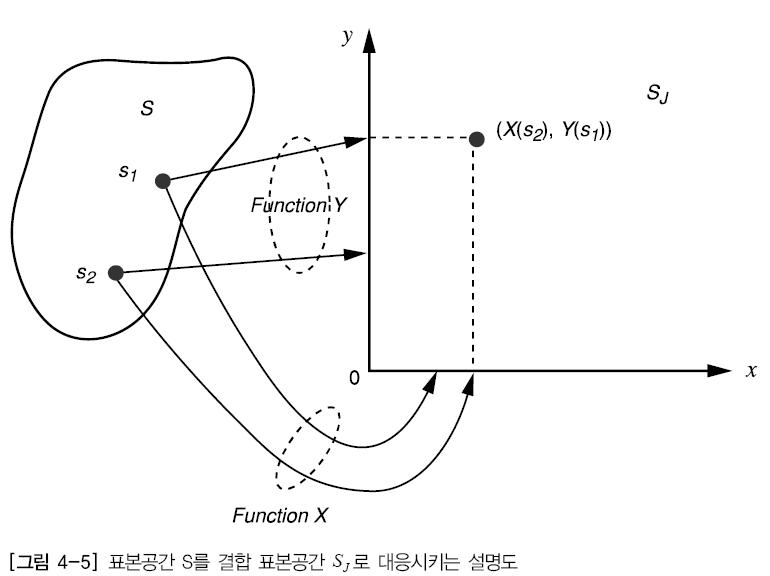 y
S
S_J
(X(s_2), Y(s_1))
s_1
Function Y
s_2
0
x
Function X
[그림 4-5] 표본공간 S를 결합 표본공간 S_J로 대응시키는 설명도